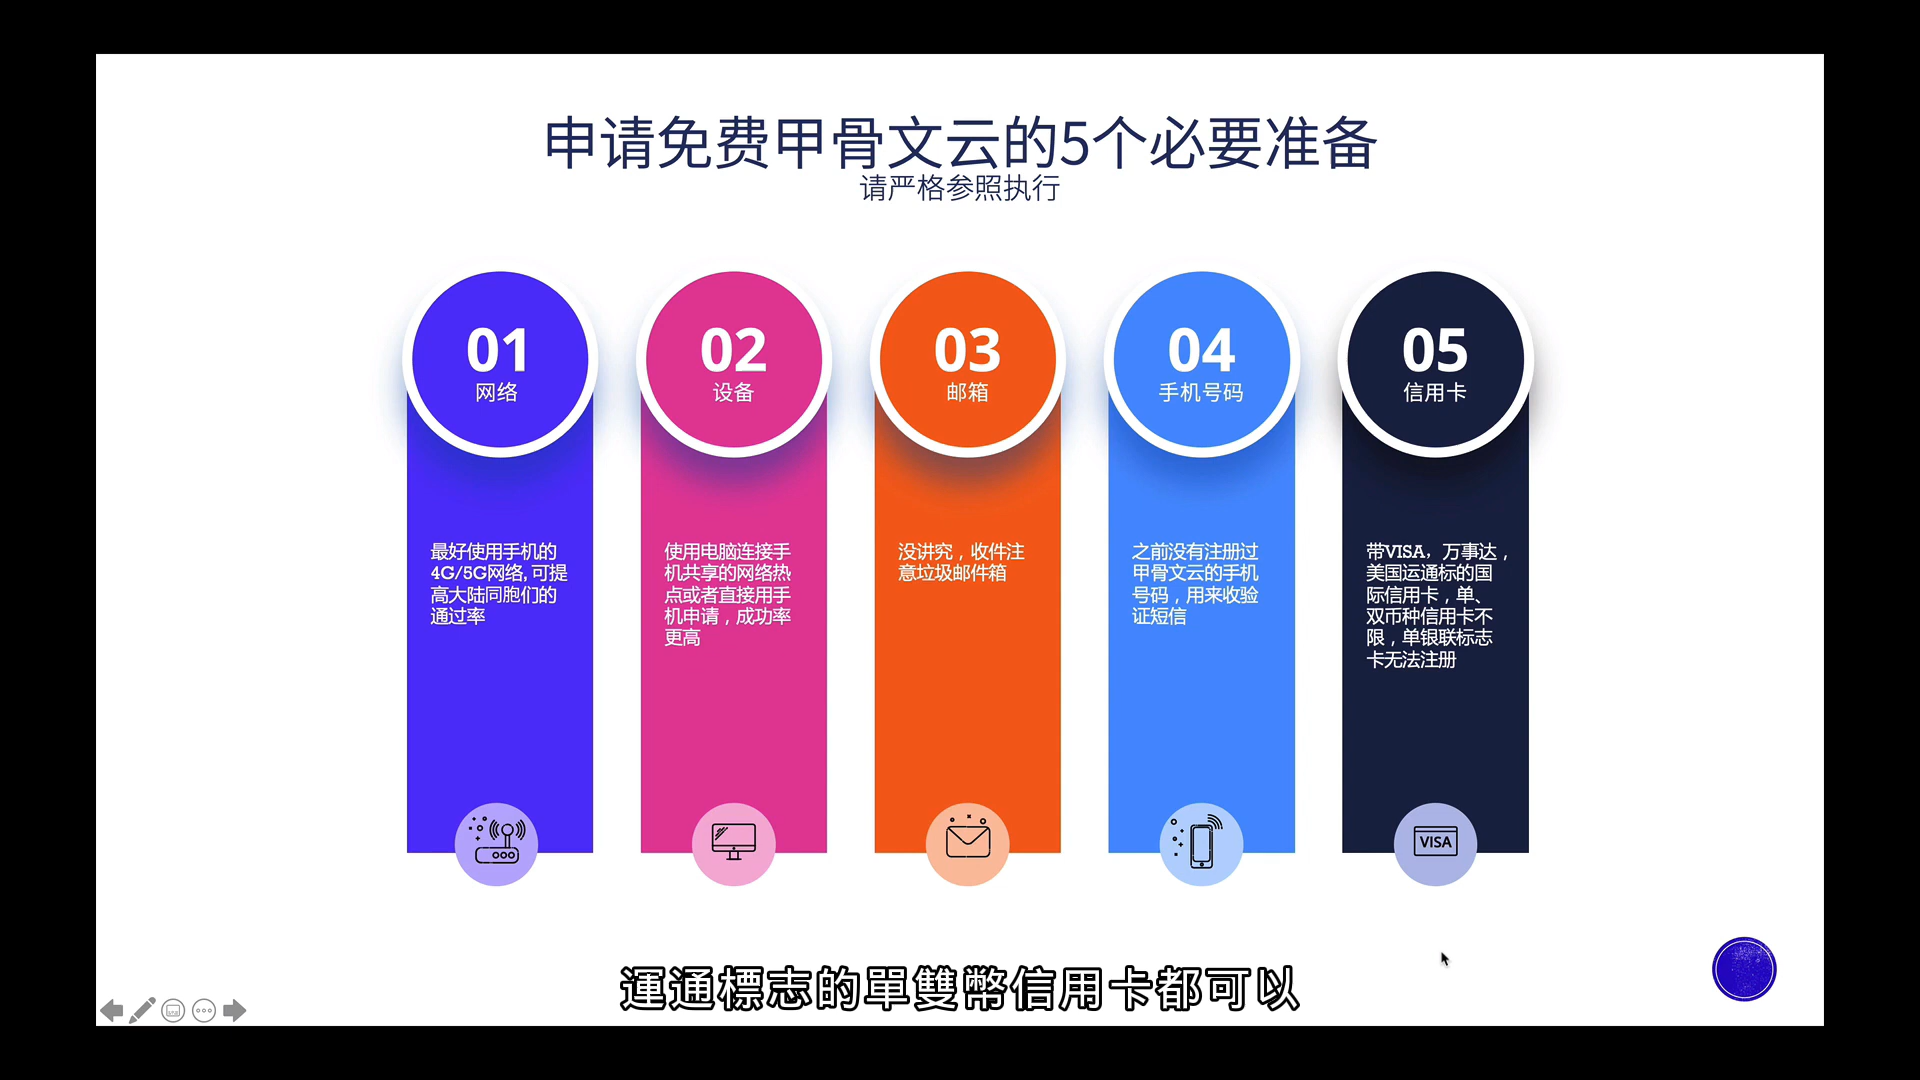 申请免费甲骨文云的5个必要准备
请严格参照执行
01
网络
最好使用手机的
4G/5G网络,可提
高大陆同胞们的
通过率
02
设备
使用电脑连接手
机共享的网络热
点或者直接用手
机申请，成功率
更高
03
邮箱
没讲究，收件注
意垃圾邮件箱
04
手机号码
之前没有注册过
甲骨文云的手机
号码，用来收验
证短信
05
信用卡
带VISA，万事达，
美国运通标的国
际信用卡，单、
双币种信用卡不
限，单银联标志
卡无法注册
VISA
運通標志的單雙幣信用卡都可以